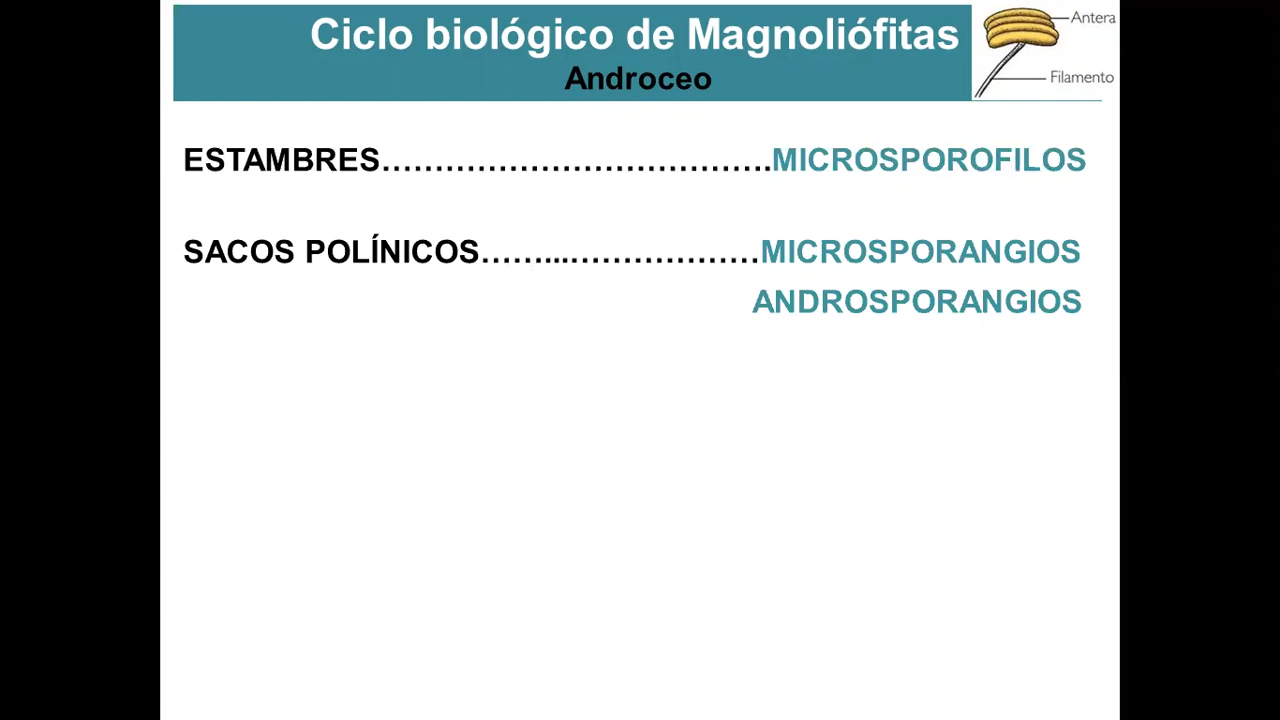 Ciclo biológico de Magnoliófitas
Androceo
Antera
Filamento
ESTAMBRES……………………………….MICROSPOROFILOS
SACOS POLÍNICOS……...………………MICROSPORANGIOS
ANDROSPORANGIOS